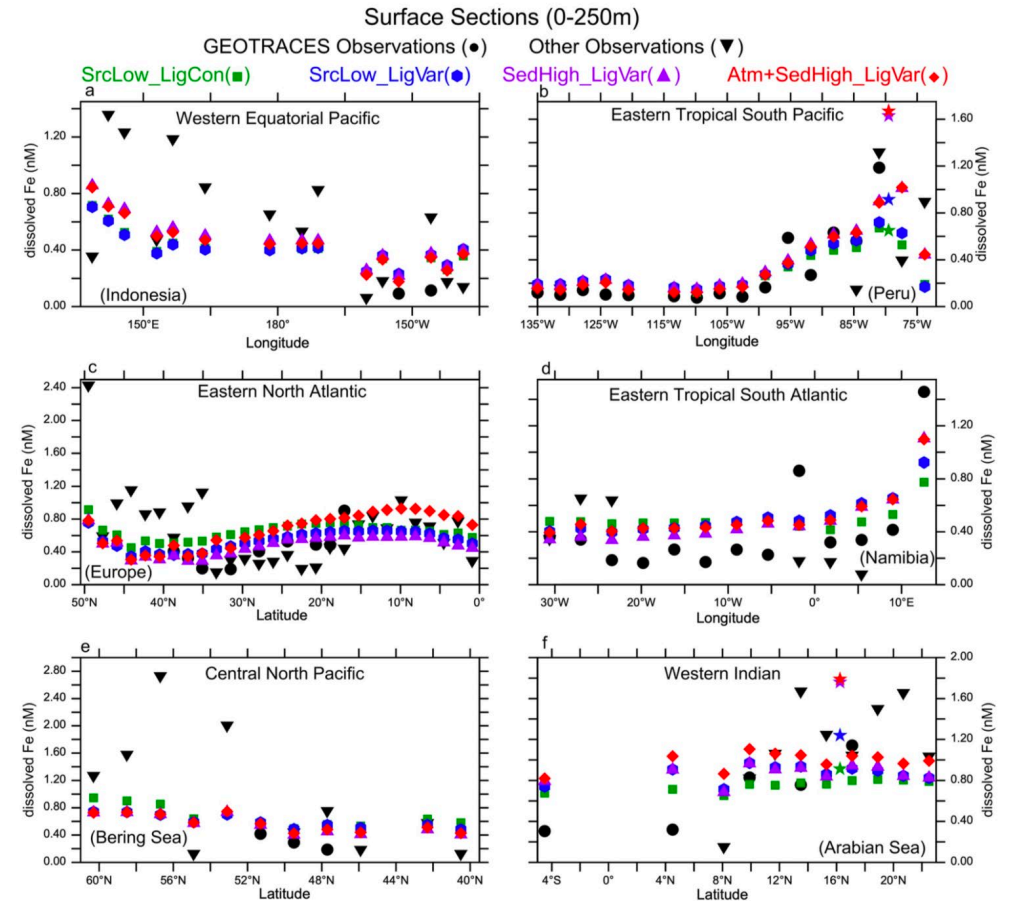 Surface Sections (0-250m)
GEOTRACES Observations (●) Other Observations (▼)
SrcLow_LigCon(■) SrcLow_LigVar(⬢) SedHigh_LigVar(▲) Atm+SedHigh_LigVar(◆)
a
Western Equatorial Pacific
dissolved Fe (nM)
1.20
0.80
0.40
0.00
(Indonesia)
150°E 180° 150°W
Longitude
b
Eastern Tropical South Pacific
1.60
1.20
0.80
0.40
0.00
dissolved Fe (nM)
(Peru)
135°W 125°W 115°W 105°W 95°W 85°W 75°W
Longitude
c
Eastern North Atlantic
dissolved Fe (nM)
2.40
2.00
1.60
1.20
0.80
0.40
0.00
(Europe)
50°N 40°N 30°N 20°N 10°N 0°
Latitude
d
Eastern Tropical South Atlantic
1.20
0.80
0.40
0.00
dissolved Fe (nM)
(Namibia)
30°W 20°W 10°W 0° 10°E
Longitude
e
Central North Pacific
dissolved Fe (nM)
2.80
2.40
2.00
1.60
1.20
0.80
0.40
0.00
(Bering Sea)
60°N 56°N 52°N 48°N 44°N 40°N
Latitude
f
Western Indian
2.00
1.60
1.20
0.80
0.40
0.00
dissolved Fe (nM)
(Arabian Sea)
4°S 0° 4°N 8°N 12°N 16°N 20°N
Latitude